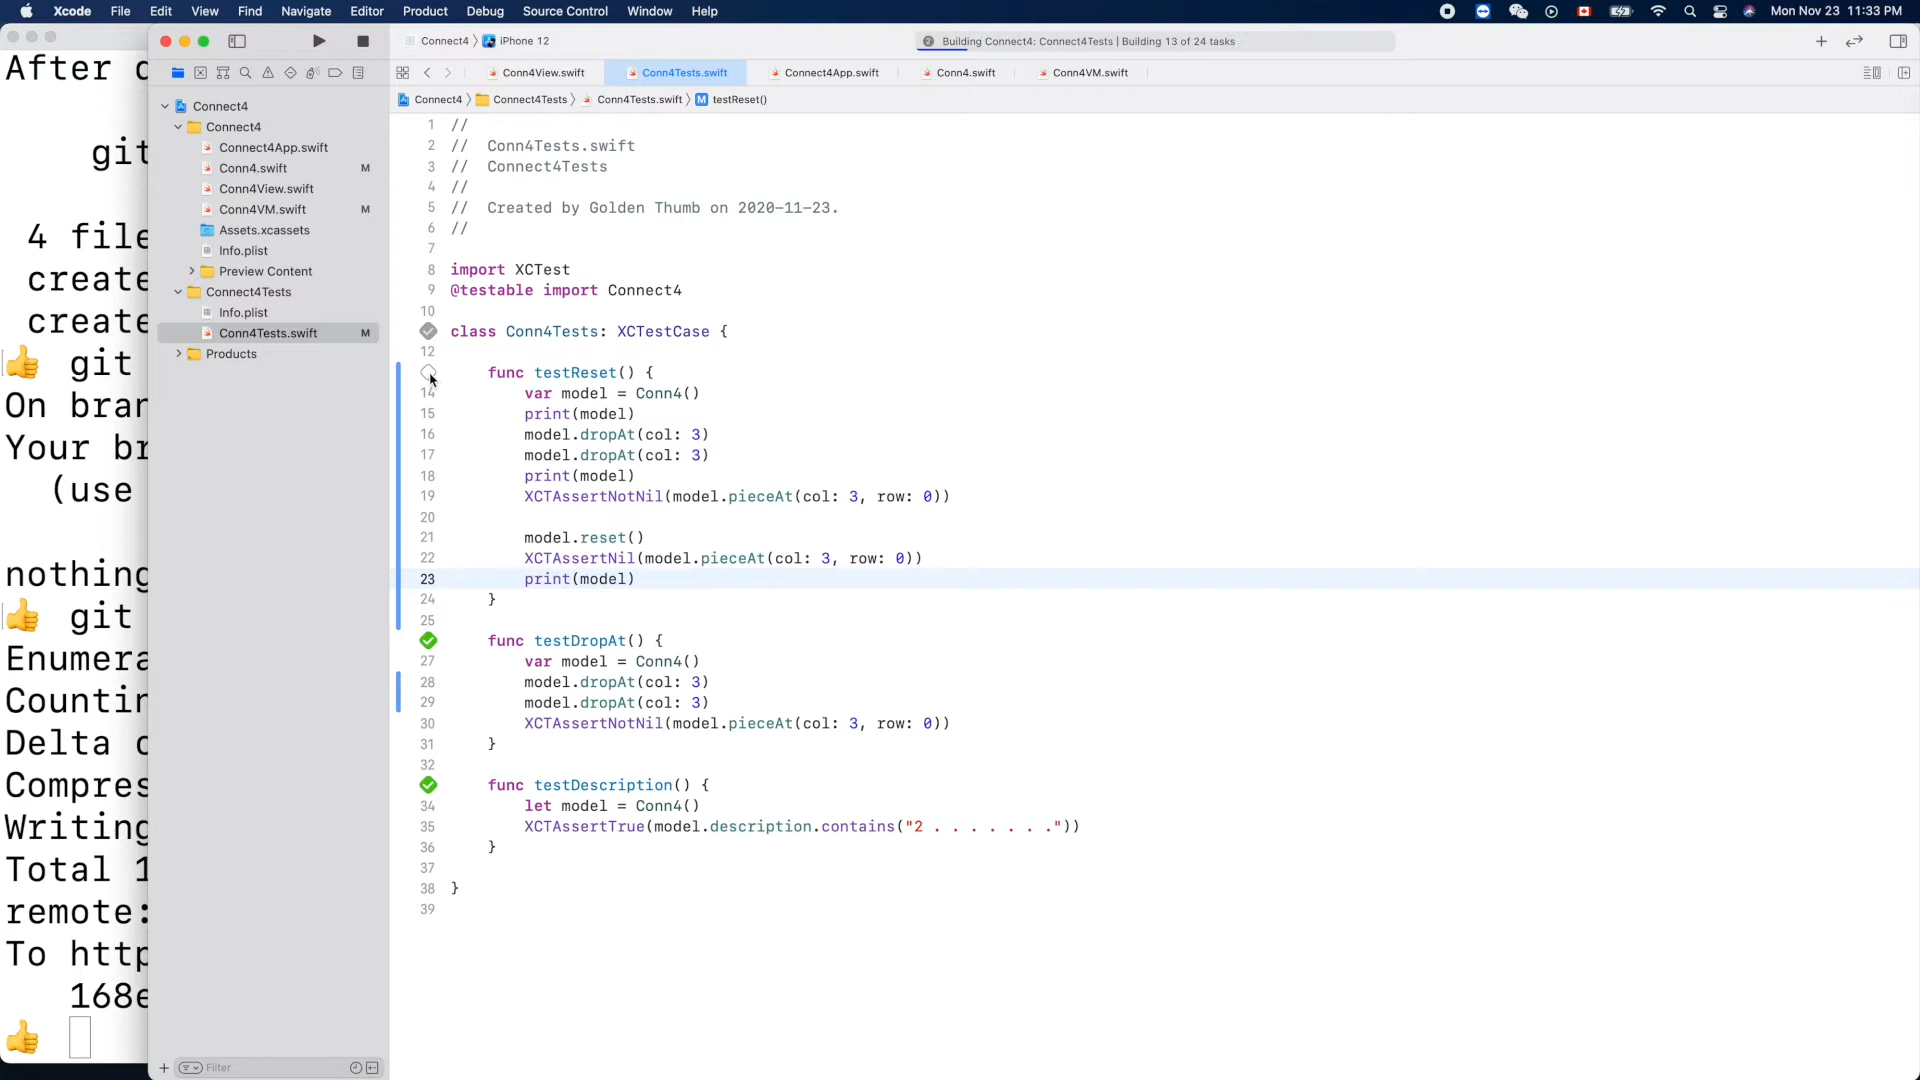 Xcode File Edit View Find Navigate Editor Product Debug Source Control Window Help Mon Nov 23 11:33 PM
Connect4 iPhone 12 2 Building Connect4: Connect4Tests | Building 13 of 24 tasks
Conn4View.swift Conn4Tests.swift Connect4App.swift Conn4.swift Conn4VM.swift
Connect4 Connect4Tests Conn4Tests.swift M testReset()
After
git
4 file
create
create
git
On bran
Your br
(use
nothing
git
Enumera
Countin
Delta c
Compres
Writing
Total 1
remote:
To http
168e
Connect4
Connect4
Connect4App.swift
Conn4.swift M
Conn4View.swift
Conn4VM.swift M
Assets.xcassets
Info.plist
Preview Content
Connect4Tests
Info.plist
Conn4Tests.swift M
Products
Filter
1 //
2 // Conn4Tests.swift
3 // Connect4Tests
4 //
5 // Created by Golden Thumb on 2020-11-23.
6 //
7
8 import XCTest
9 @testable import Connect4
10
class Conn4Tests: XCTestCase {
12
func testReset() {
14 var model = Conn4()
15 print(model)
16 model.dropAt(col: 3)
17 model.dropAt(col: 3)
18 print(model)
19 XCTAssertNotNil(model.pieceAt(col: 3, row: 0))
20
21 model.reset()
22 XCTAssertNil(model.pieceAt(col: 3, row: 0))
23 print(model)
24 }
25
func testDropAt() {
27 var model = Conn4()
28 model.dropAt(col: 3)
29 model.dropAt(col: 3)
30 XCTAssertNotNil(model.pieceAt(col: 3, row: 0))
31 }
32
func testDescription() {
34 let model = Conn4()
35 XCTAssertTrue(model.description.contains("2 . . . . . . ."))
36 }
37
38 }
39